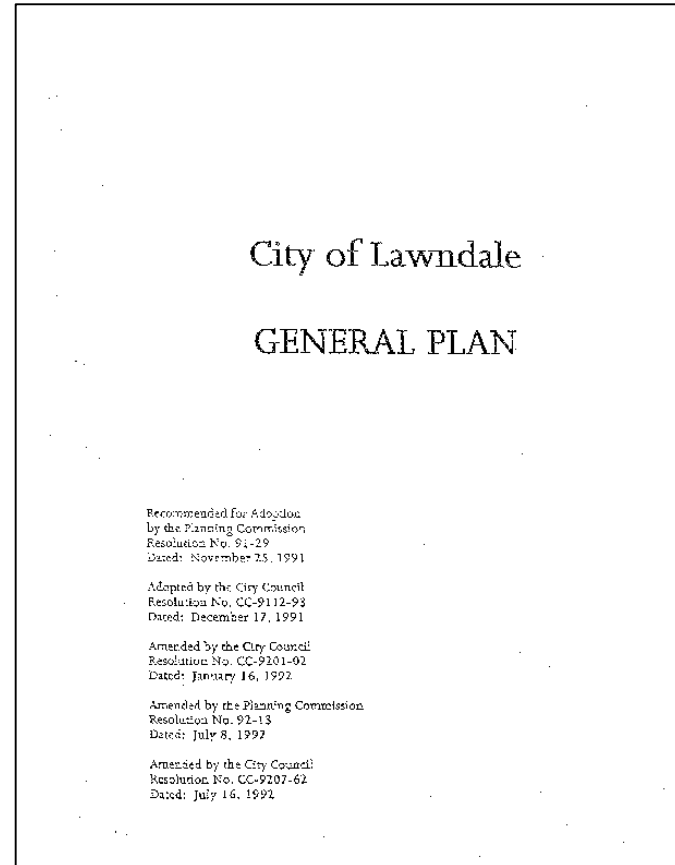 City of Lawndale
GENERAL PLAN
Recommended for Adoption
by the Planning Commission
Resolution No. 91-29
Dated: November 25, 1991
Adopted by the City Council
Resolution No. CC-9112-93
Dated: December 17, 1991
Amended by the City Council
Resolution No. CC-9201-02
Dated: January 16, 1992
Amended by the Planning Commission
Resolution No. 92-13
Dated: July 8, 1992
Amended by the City Council
Resolution No. CC-9207-62
Dated: July 16, 1992